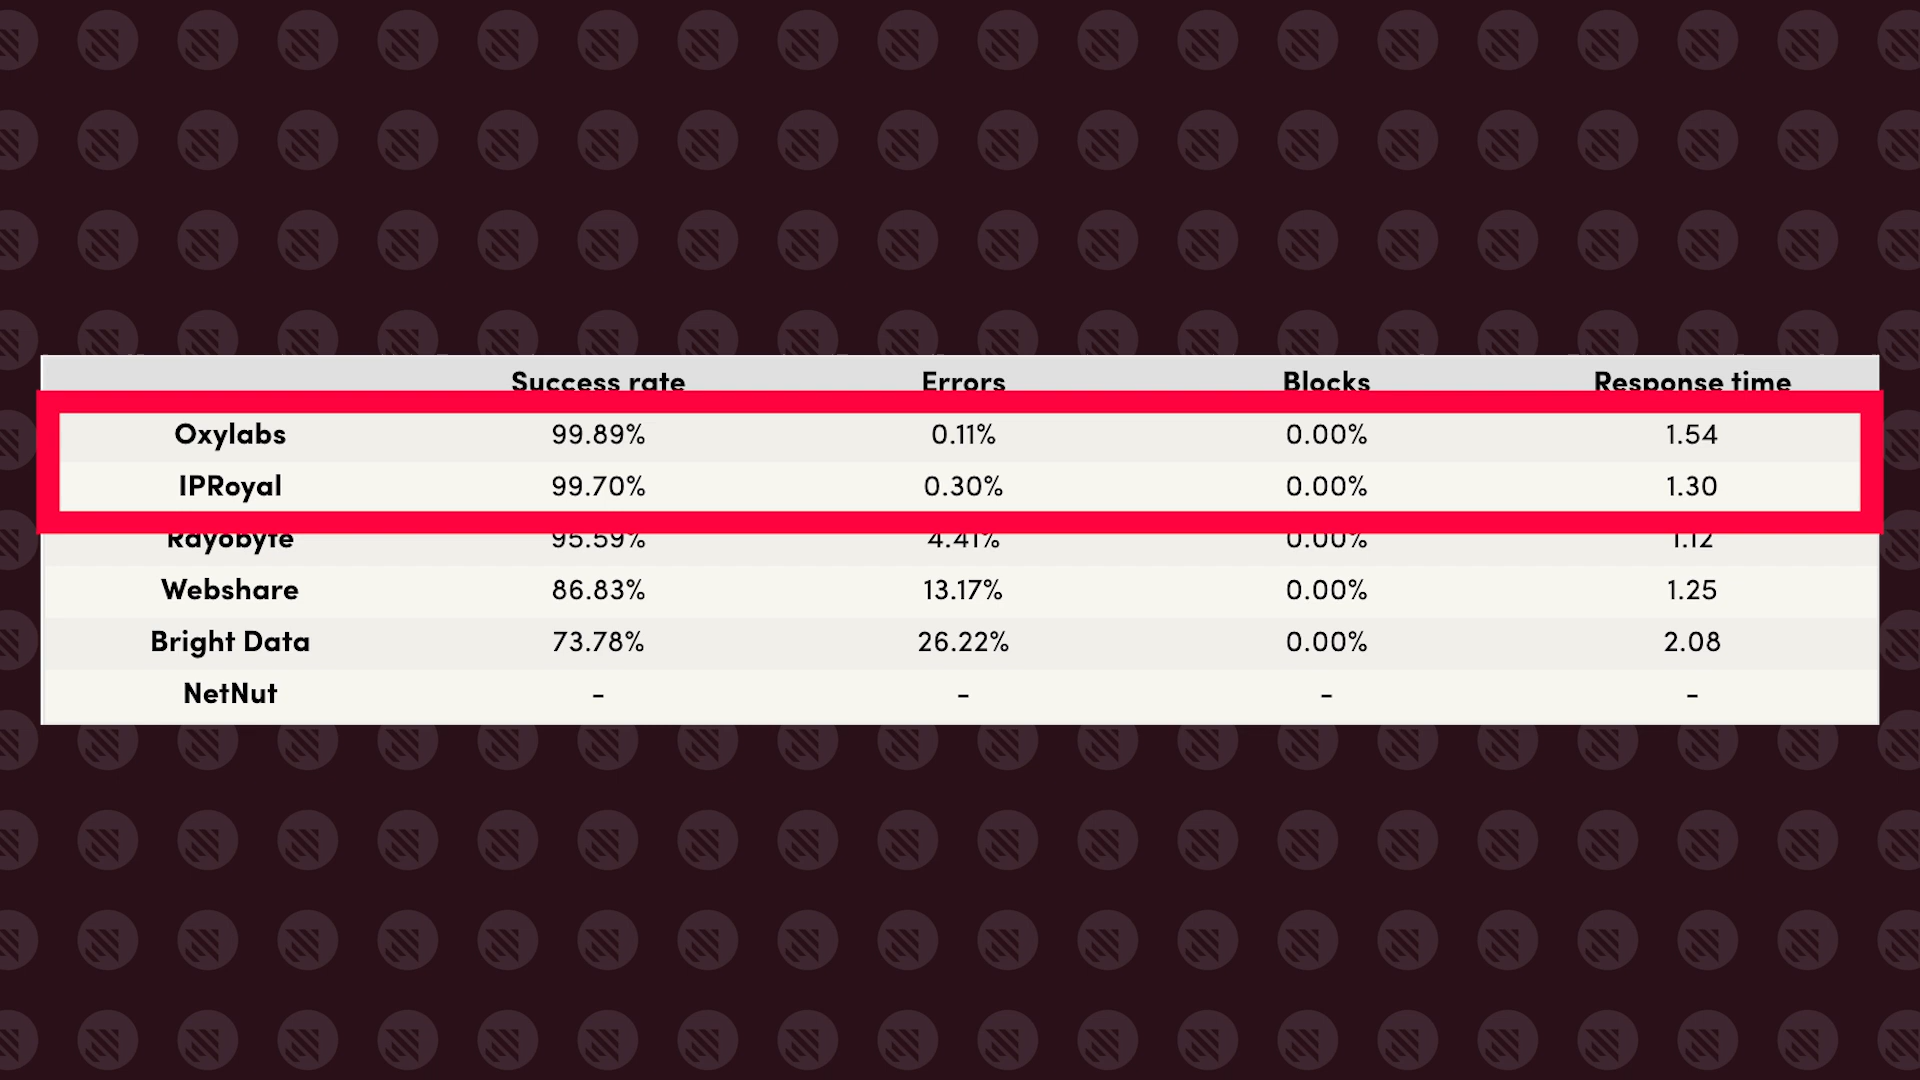 Success rate Errors Blocks Response time
Oxylabs 99.89% 0.11% 0.00% 1.54
IPRoyal 99.70% 0.30% 0.00% 1.30
Rayobyte 95.59% 4.41% 0.00% 1.12
Webshare 86.83% 13.17% 0.00% 1.25
Bright Data 73.78% 26.22% 0.00% 2.08
NetNut - - - -